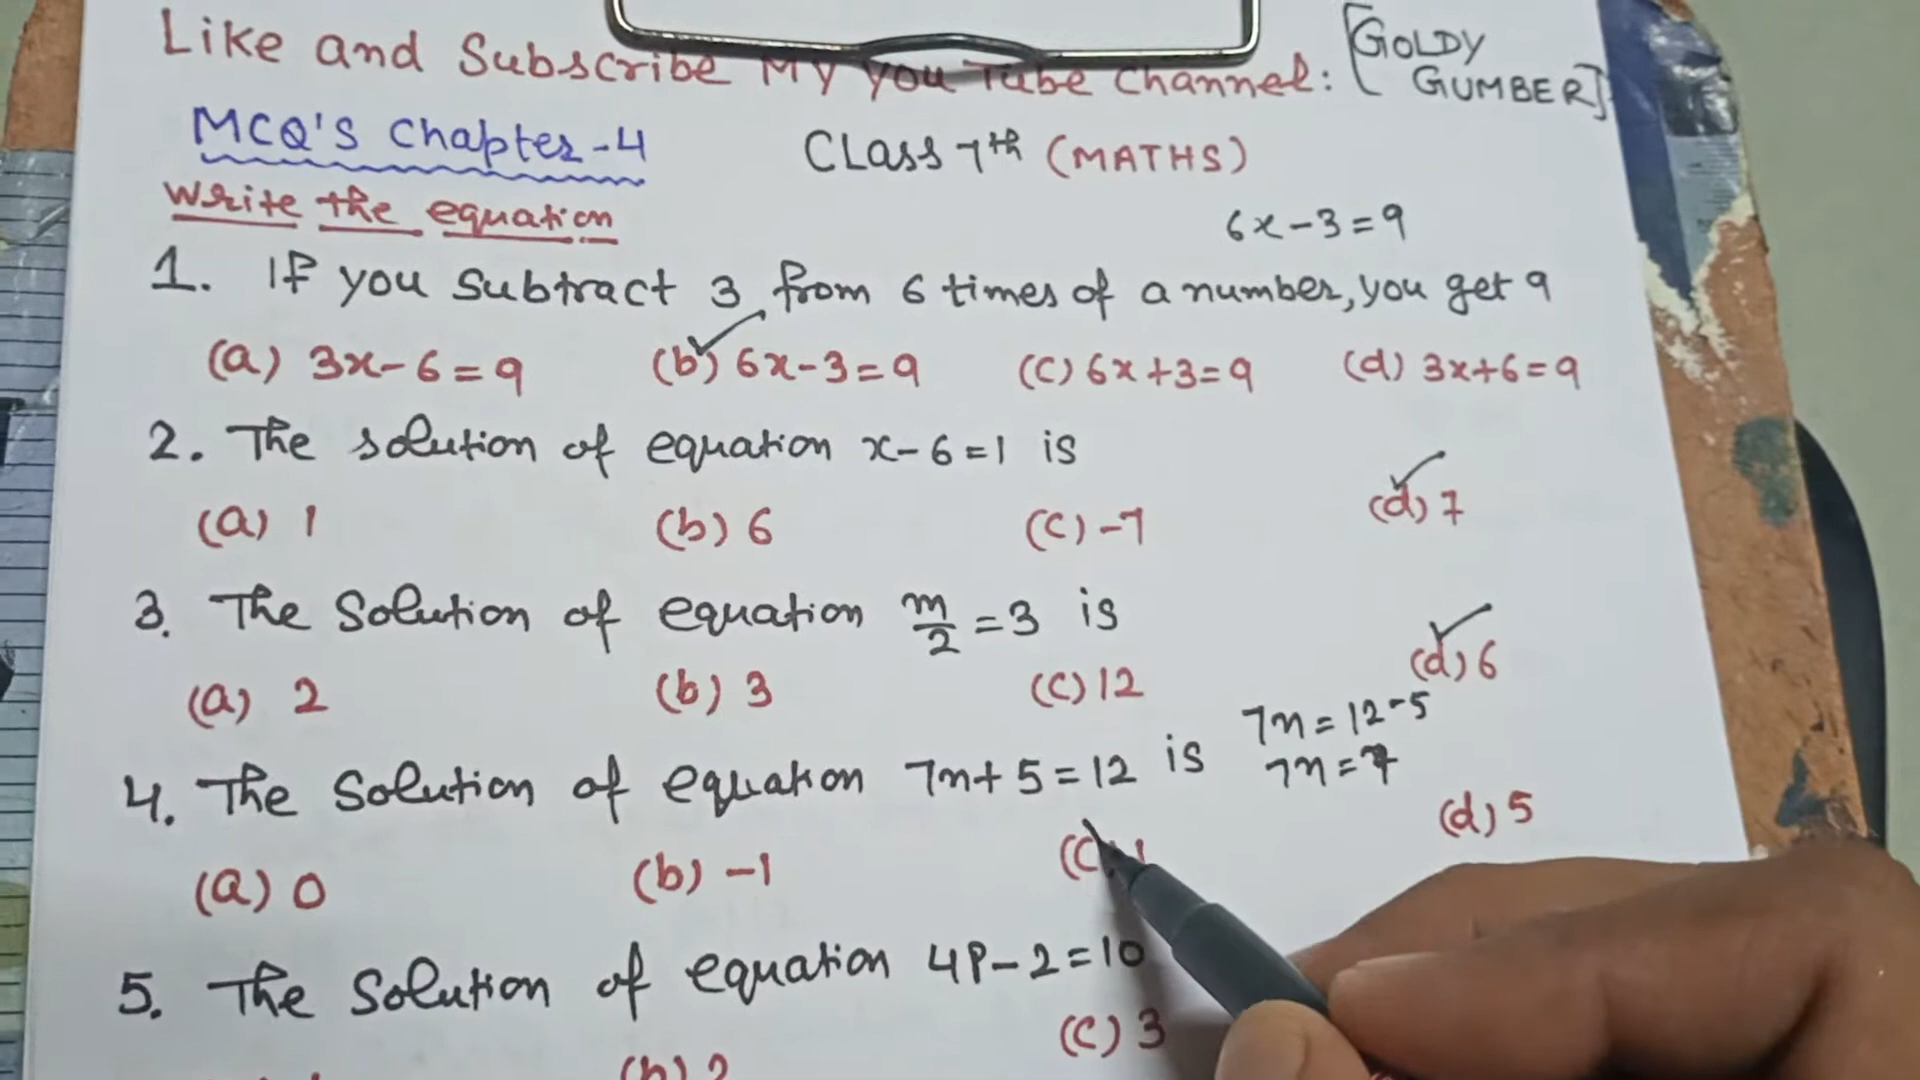 Like and Subscribe My You Tube Channel: [GOLDY GUMBER]
MCQ'S Chapter-4 CLass 7th (MATHS)
Write the equation
6x-3=9
1. If you Subtract 3 from 6 times of a number, you get 9
(a) 3x-6=9 (b) 6x-3=9 (c) 6x+3=9 (d) 3x+6=9
2. The solution of equation x-6=1 is
(a) 1 (b) 6 (c) -7 (d) 7
3. The Solution of equation m/2 =3 is
(a) 2 (b) 3 (c) 12 (d) 6
7n=12-5
4. The Solution of equation 7n+5=12 is
7n=7
(a) 0 (b) -1 (c) 1 (d) 5
5. The Solution of equation 4P-2=10
(b) 2 (c) 3